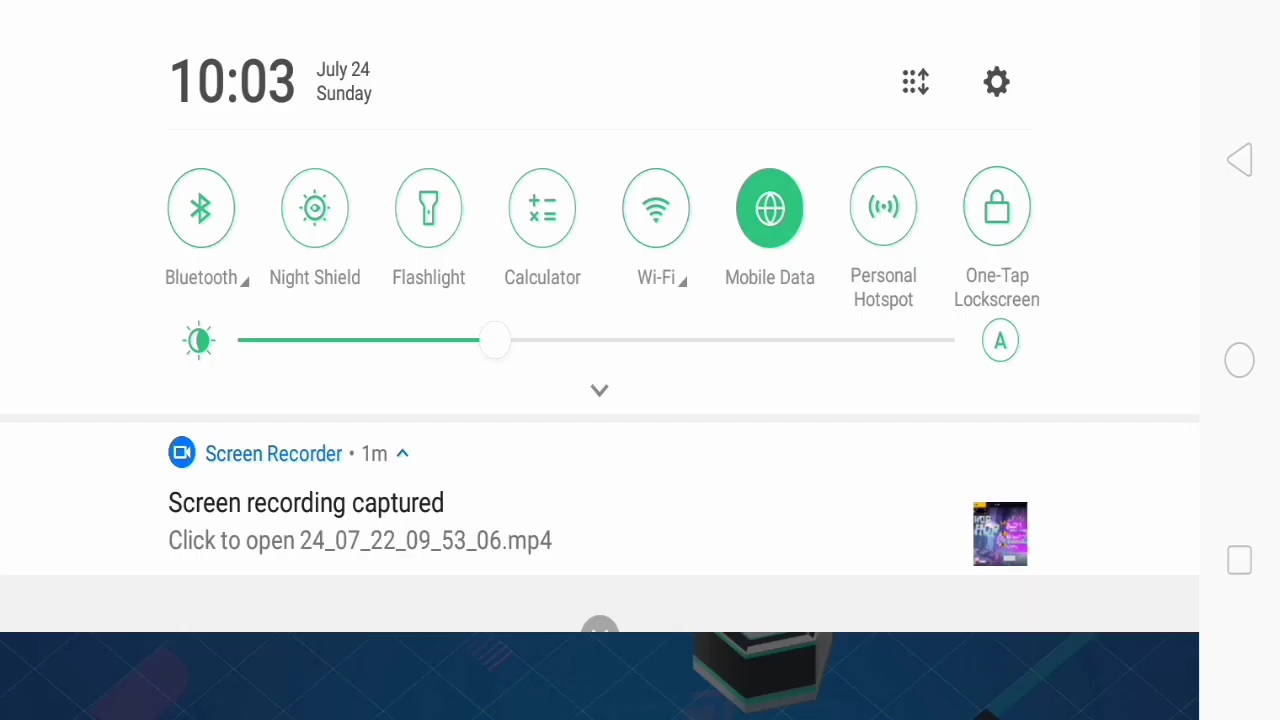 10:03
July 24
Sunday
Bluetooth
Night Shield
Flashlight
Calculator
Wi-Fi
Mobile Data
Personal
Hotspot
One-Tap
Lockscreen
A
Screen Recorder • 1m
Screen recording captured
Click to open 24_07_22_09_53_06.mp4